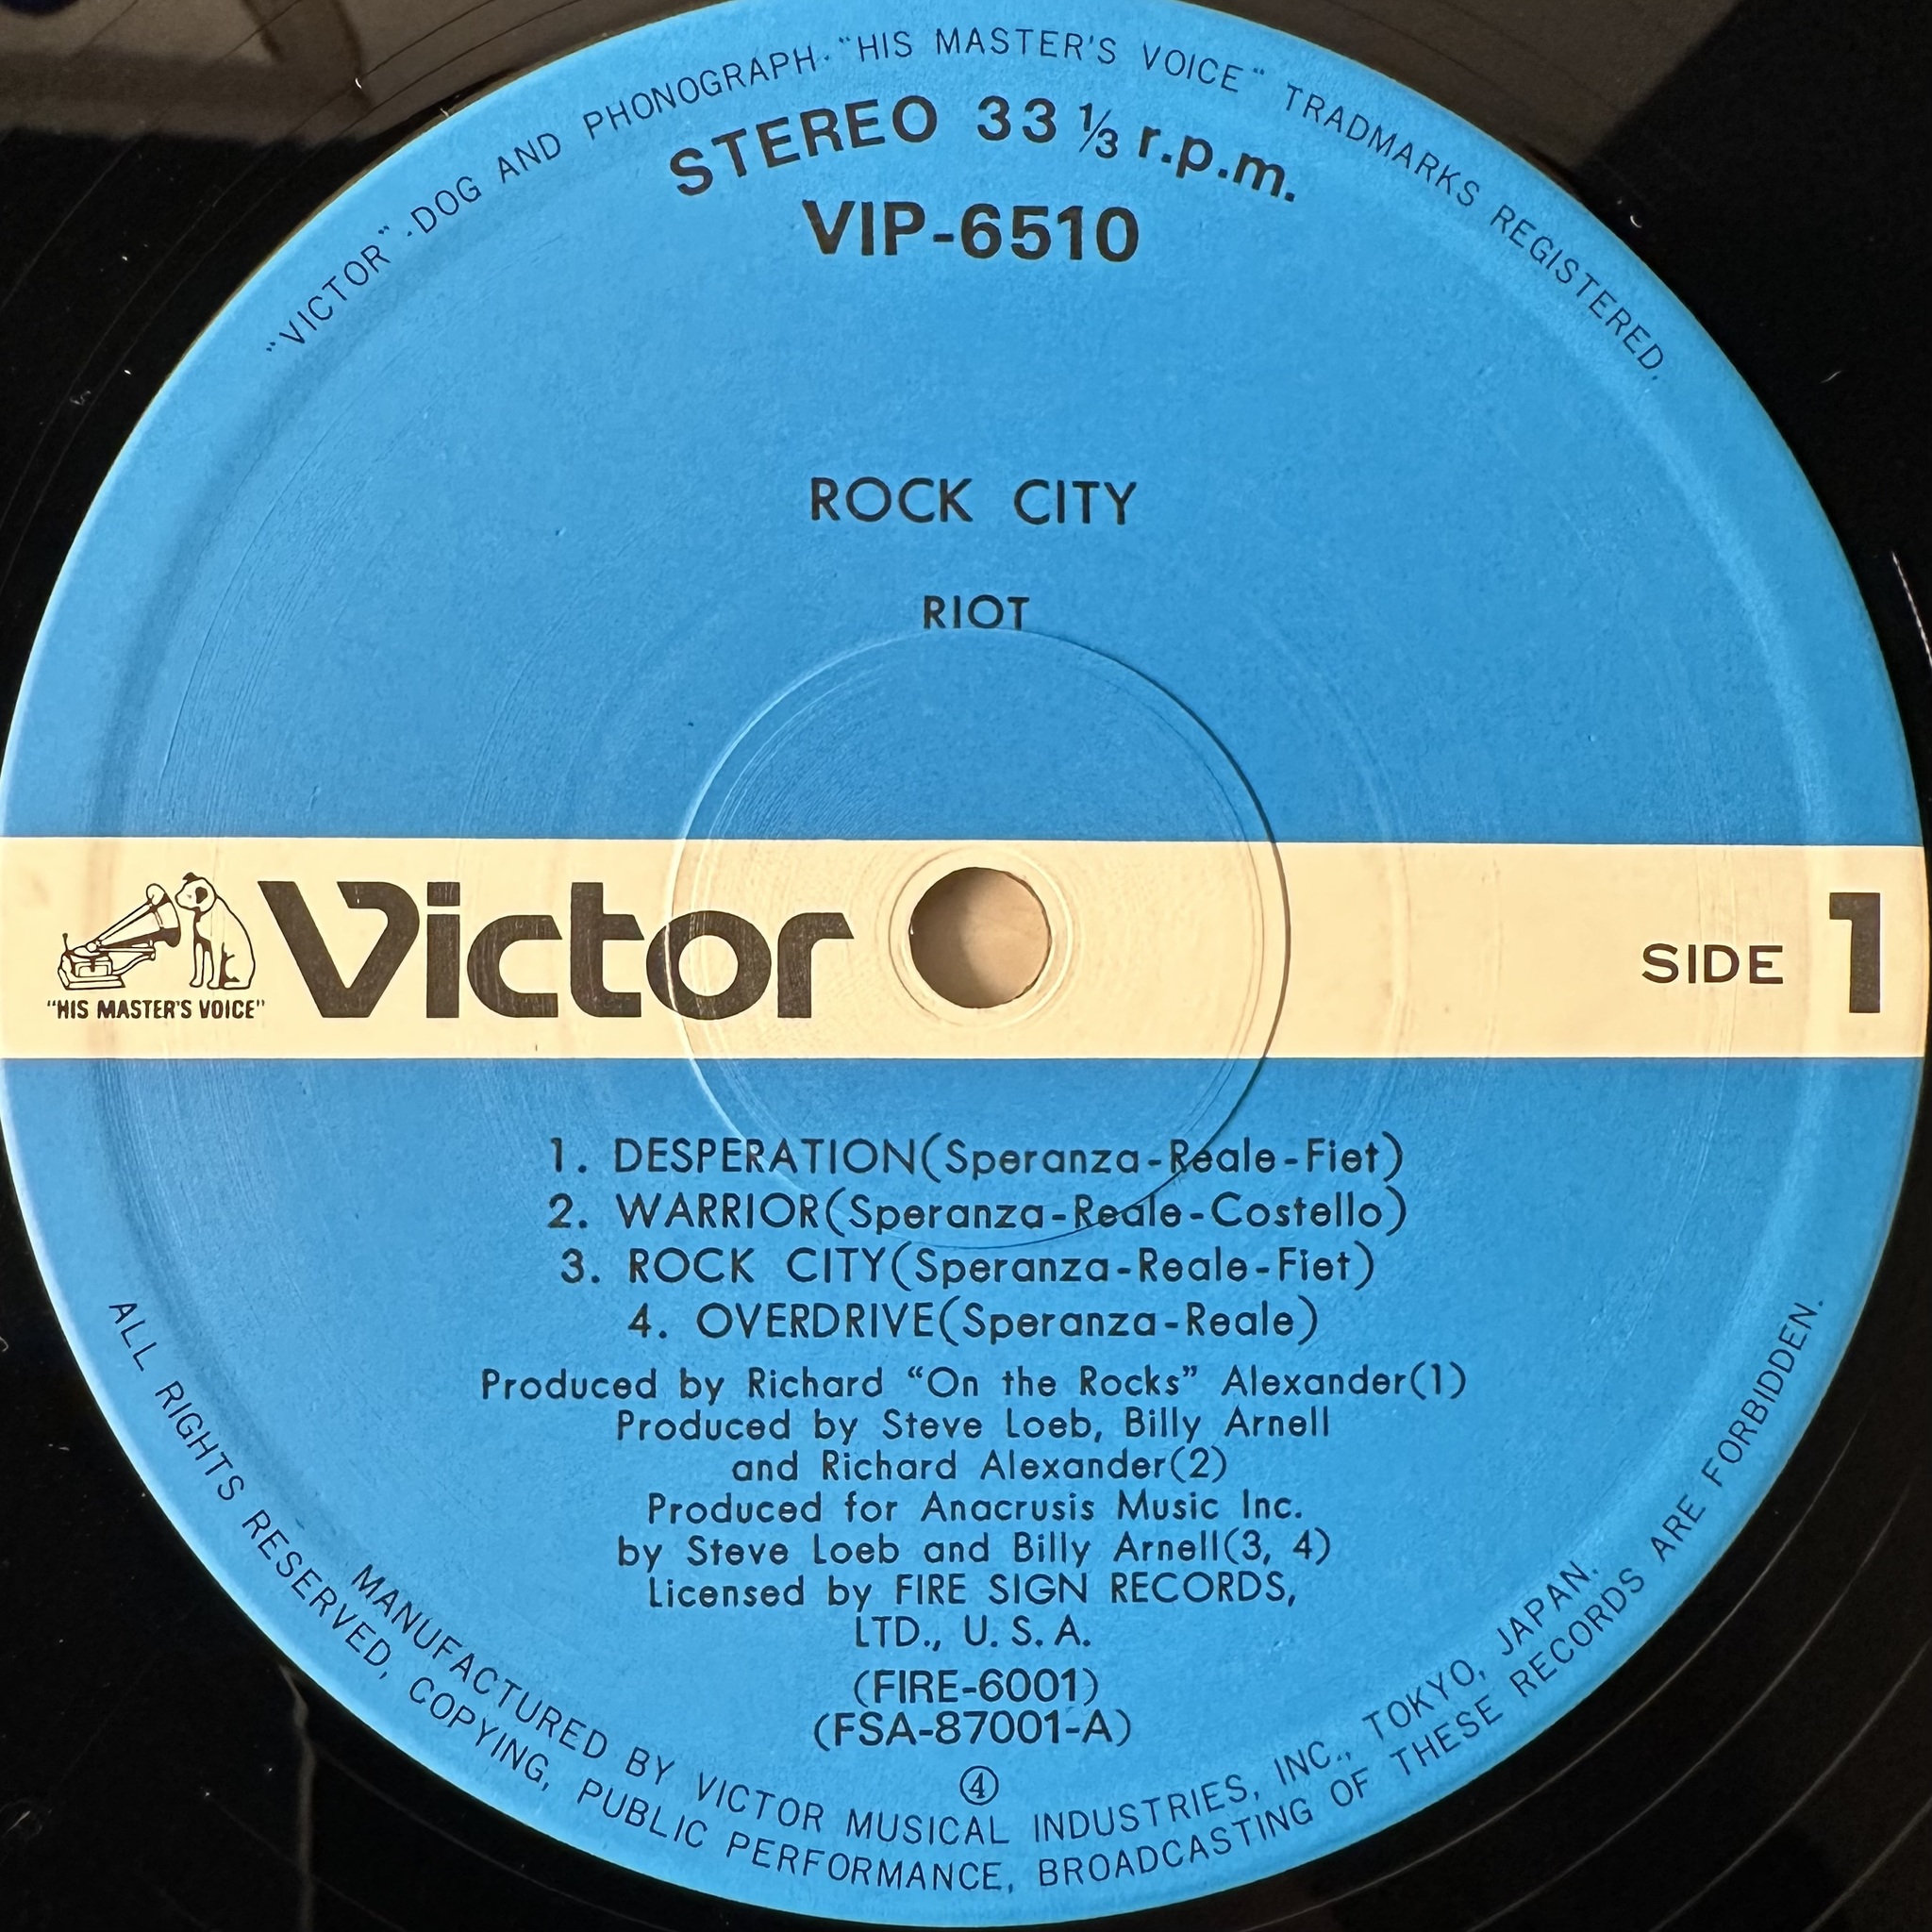 "VICTOR"-DOG AND PHONOGRAPH-"HIS MASTER'S VOICE" TRADMARKS REGISTERED,
STEREO 33 ⅓ r.p.m.
VIP-6510
ROCK CITY
RIOT
Victor
"HIS MASTER'S VOICE"
SIDE 1
1. DESPERATION(Speranza-Reale-Fiet)
2. WARRIOR(Speranza-Reale-Costello)
3. ROCK CITY(Speranza-Reale-Fiet)
4. OVERDRIVE(Speranza-Reale)
Produced by Richard "On the Rocks" Alexander(1)
Produced by Steve Loeb, Billy Arnell
and Richard Alexander(2)
Produced for Anacrusis Music Inc.
by Steve Loeb and Billy Arnell(3, 4)
Licensed by FIRE SIGN RECORDS,
LTD., U.S.A.
(FIRE-6001)
(FSA-87001-A)
④
MANUFACTURED BY VICTOR MUSICAL INDUSTRIES, INC., TOKYO, JAPAN.
ALL RIGHTS RESERVED, COPYING, PUBLIC PERFORMANCE, BROADCASTING OF THESE RECORDS ARE FORBIDDEN.